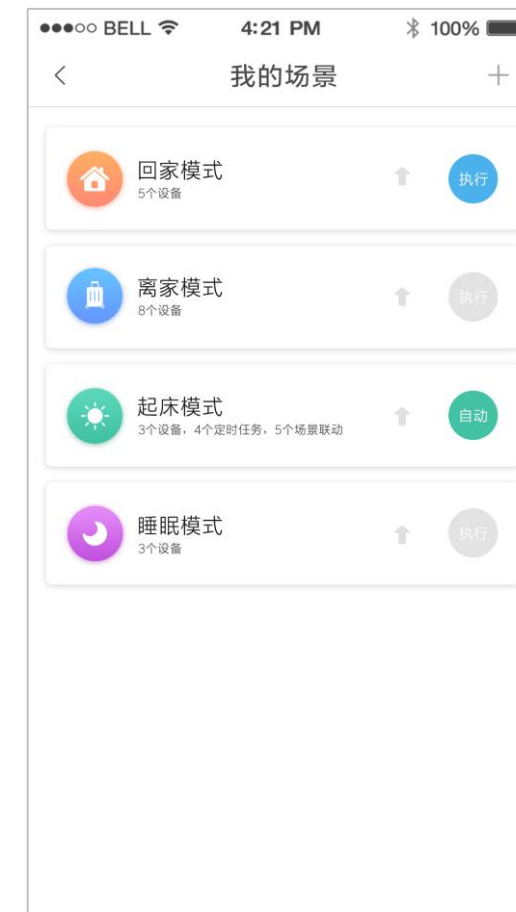 BELL 4:21 PM 100%
我的场景
回家模式
5个设备
执行
离家模式
8个设备
执行
起床模式
3个设备，4个定时任务，5个场景联动
自动
睡眠模式
3个设备
执行